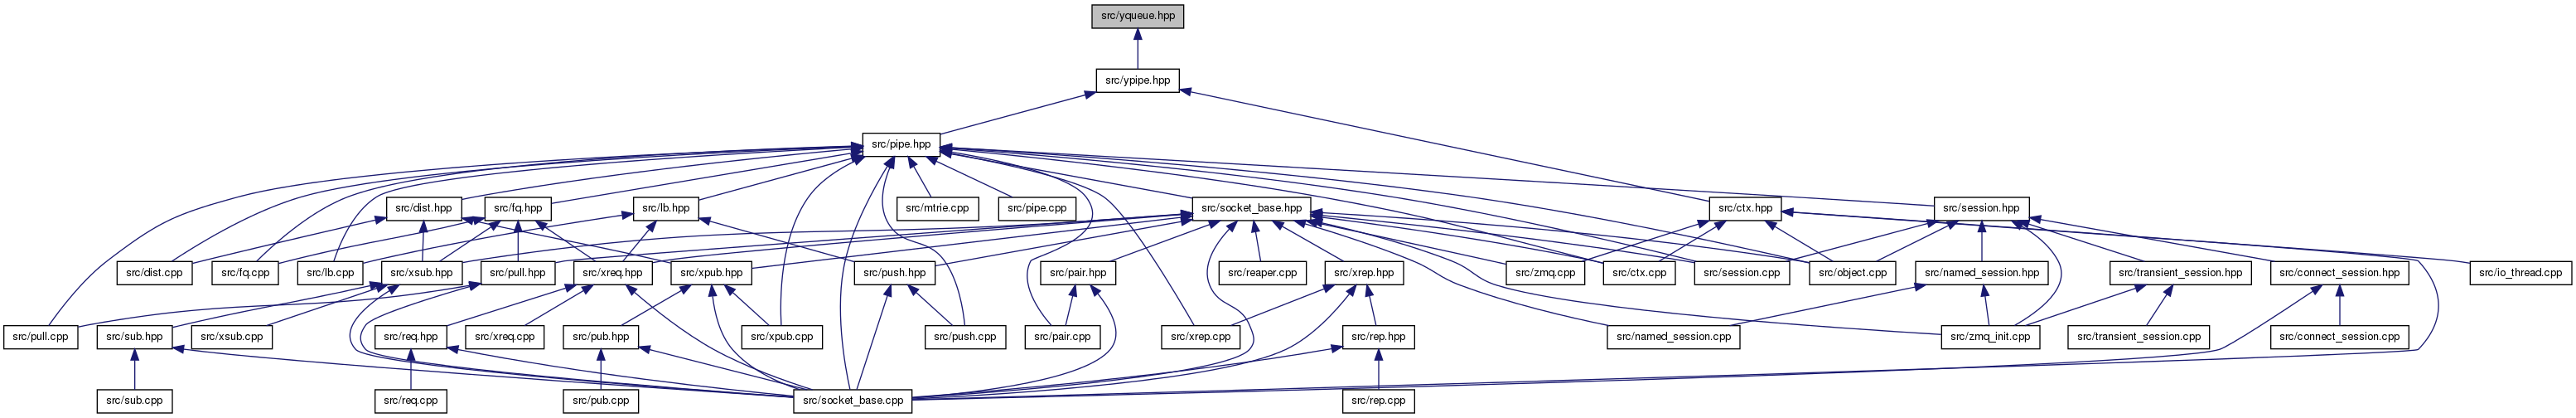 src/yqueue.hpp
src/ypipe.hpp
src/pipe.hpp
src/dist.hpp
src/fq.hpp
src/lb.hpp
src/mtrie.cpp
src/pipe.cpp
src/socket_base.hpp
src/ctx.hpp
src/session.hpp
src/dist.cpp
src/fq.cpp
src/lb.cpp
src/xsub.hpp
src/pull.hpp
src/xreq.hpp
src/xpub.hpp
src/push.hpp
src/pair.hpp
src/reaper.cpp
src/xrep.hpp
src/zmq.cpp
src/ctx.cpp
src/session.cpp
src/object.cpp
src/named_session.hpp
src/transient_session.hpp
src/connect_session.hpp
src/io_thread.cpp
src/pull.cpp
src/sub.hpp
src/xsub.cpp
src/req.hpp
src/xreq.cpp
src/pub.hpp
src/xpub.cpp
src/push.cpp
src/pair.cpp
src/xrep.cpp
src/rep.hpp
src/named_session.cpp
src/zmq_init.cpp
src/transient_session.cpp
src/connect_session.cpp
src/sub.cpp
src/req.cpp
src/pub.cpp
src/socket_base.cpp
src/rep.cpp